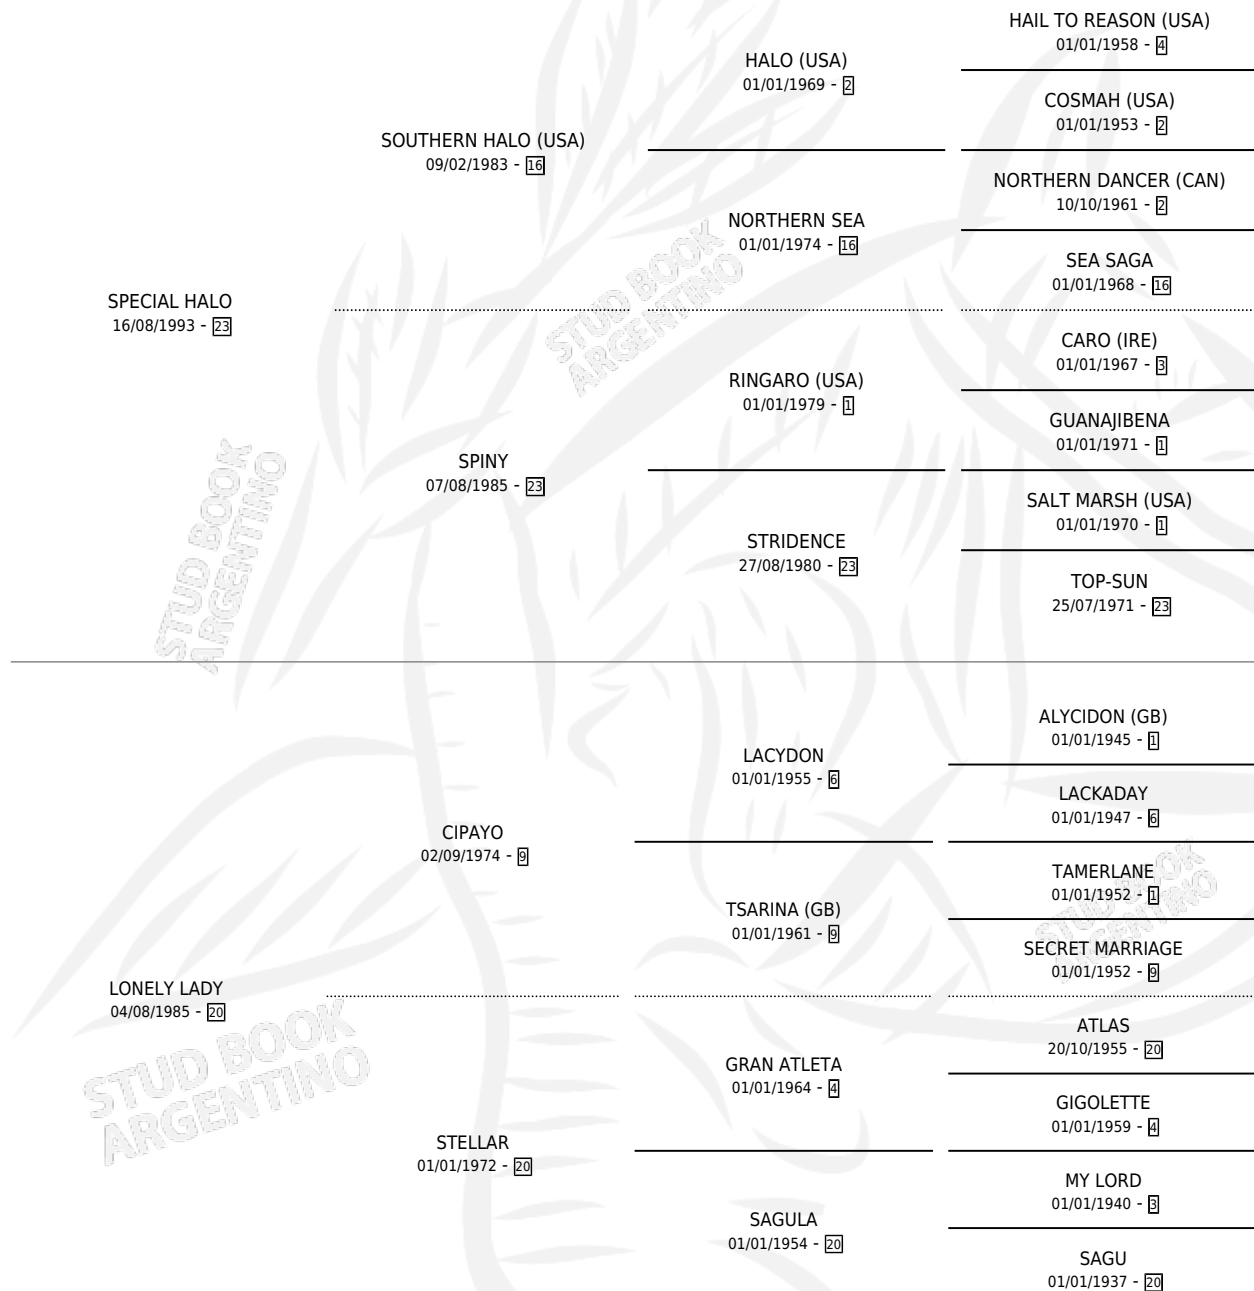 HAIL TO REASON (USA)
01/01/1958 - 4
HALO (USA)
01/01/1969 - 2
COSMAH (USA)
01/01/1953 - 2
SOUTHERN HALO (USA)
09/02/1983 - 16
NORTHERN DANCER (CAN)
10/10/1961 - 2
NORTHERN SEA
01/01/1974 - 16
SEA SAGA
01/01/1968 - 16
SPECIAL HALO
16/08/1993 - 23
CARO (IRE)
01/01/1967 - 3
RINGARO (USA)
01/01/1979 - 1
GUANAJIBENA
01/01/1971 - 1
SPINY
07/08/1985 - 23
SALT MARSH (USA)
01/01/1970 - 1
STRIDENCE
27/08/1980 - 23
TOP-SUN
25/07/1971 - 23
ALYCIDON (GB)
01/01/1945 - 1
LACYDON
01/01/1955 - 6
LACKADAY
01/01/1947 - 6
CIPAYO
02/09/1974 - 9
TAMERLANE
01/01/1952 - 1
TSARINA (GB)
01/01/1961 - 9
SECRET MARRIAGE
01/01/1952 - 9
LONELY LADY
04/08/1985 - 20
ATLAS
20/10/1955 - 20
GRAN ATLETA
01/01/1964 - 4
GIGOLETTE
01/01/1959 - 4
STELLAR
01/01/1972 - 20
MY LORD
01/01/1940 - 3
SAGULA
01/01/1954 - 20
SAGU
01/01/1937 - 20
STUD BOOK
ARGENTINO
STUD BOOK
ARGENTINO
STUD BOOK
ARGENTINO
STUD BOOK
ARGENTINO